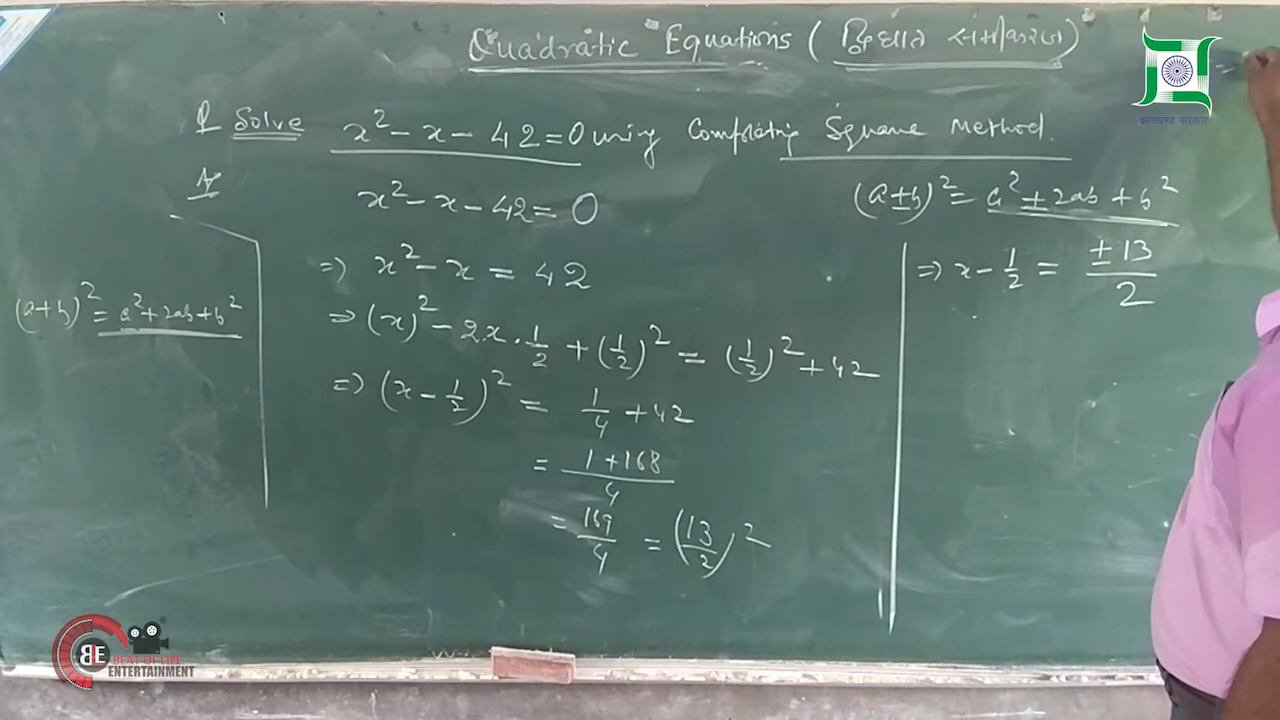 Quadratic Equations (द्विघात समीकरण)
Q Solve x² - x - 42 = 0 using Completing Square Method.
A
x² - x - 42 = 0
⇒ x² - x = 42
⇒ (x)² - 2x · 1/2 + (1/2)² = (1/2)² + 42
⇒ (x - 1/2)² = 1/4 + 42
= (1 + 168)/4
= 169/4 = (13/2)²
(a+b)² = a² + 2ab + b²
(a ± b)² = a² ± 2ab + b²
⇒ x - 1/2 = ± 13/2
झारखण्ड सरकार
BLE
BEAT OF LIFE
ENTERTAINMENT